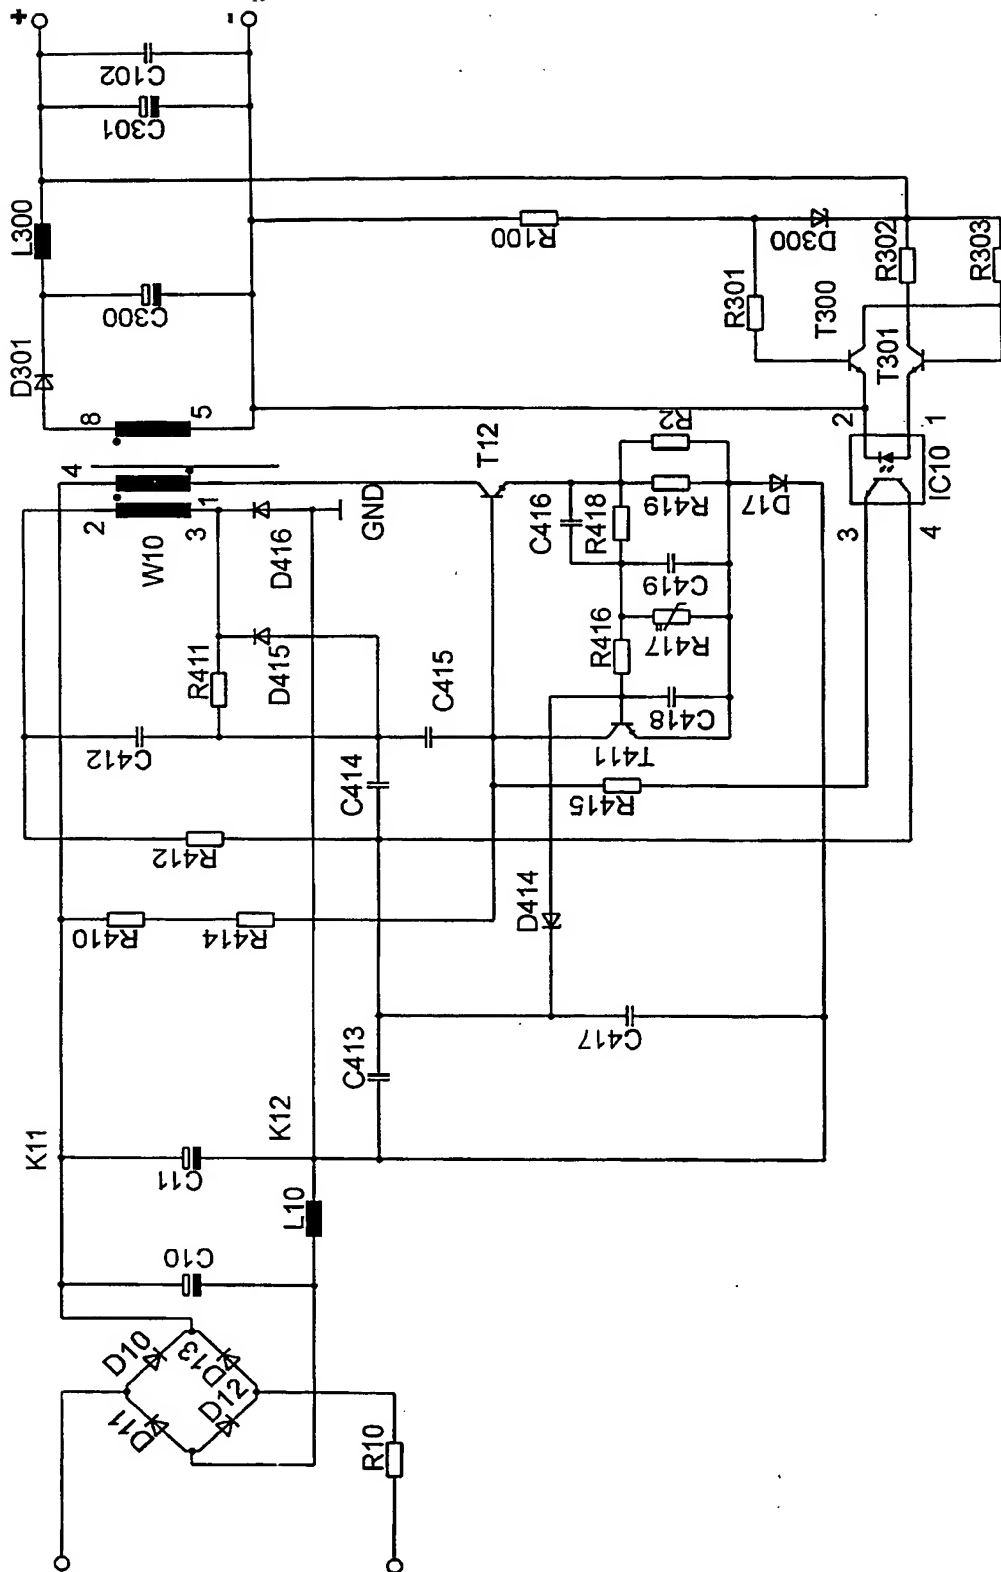 +
-
C102
C301
L300
C300
D301
R100
D300
R302
R303
R301
T300
T301
8
5
4
2
1
3
W10
GND
D416
D415
R411
T12
C416
R418
R2
R419
D17
2
1
3
4
IC10
C419
R416
R417
C415
C418
T411
C412
C414
R415
R412
D414
R410
R414
C413
C417
K11
K12
C11
L10
C10
D10
D13
D11
D12
R10